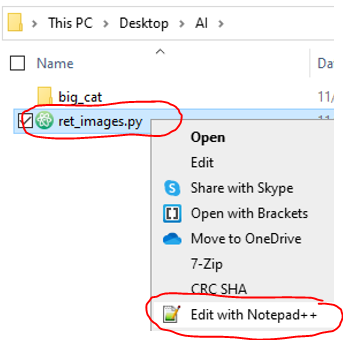 This PC > Desktop > AI >
Name
Da
big_cat
11/
ret_images.py
Open
Edit
Share with Skype
Open with Brackets
Move to OneDrive
7-Zip
CRC SHA
Edit with Notepad++